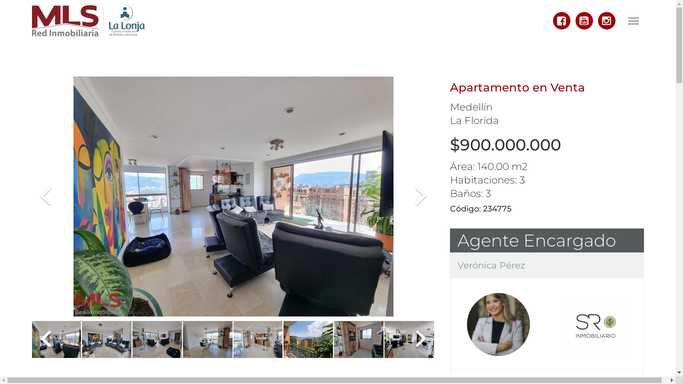 MLS
Red Inmobiliaria
La Lonja
Apartamento en Venta
Medellín
La Florida
$900.000.000
Área: 140.00 m2
Habitaciones: 3
Baños: 3
Código: 234775
Agente Encargado
Verónica Pérez
MLS
SR
INMOBILIARIO